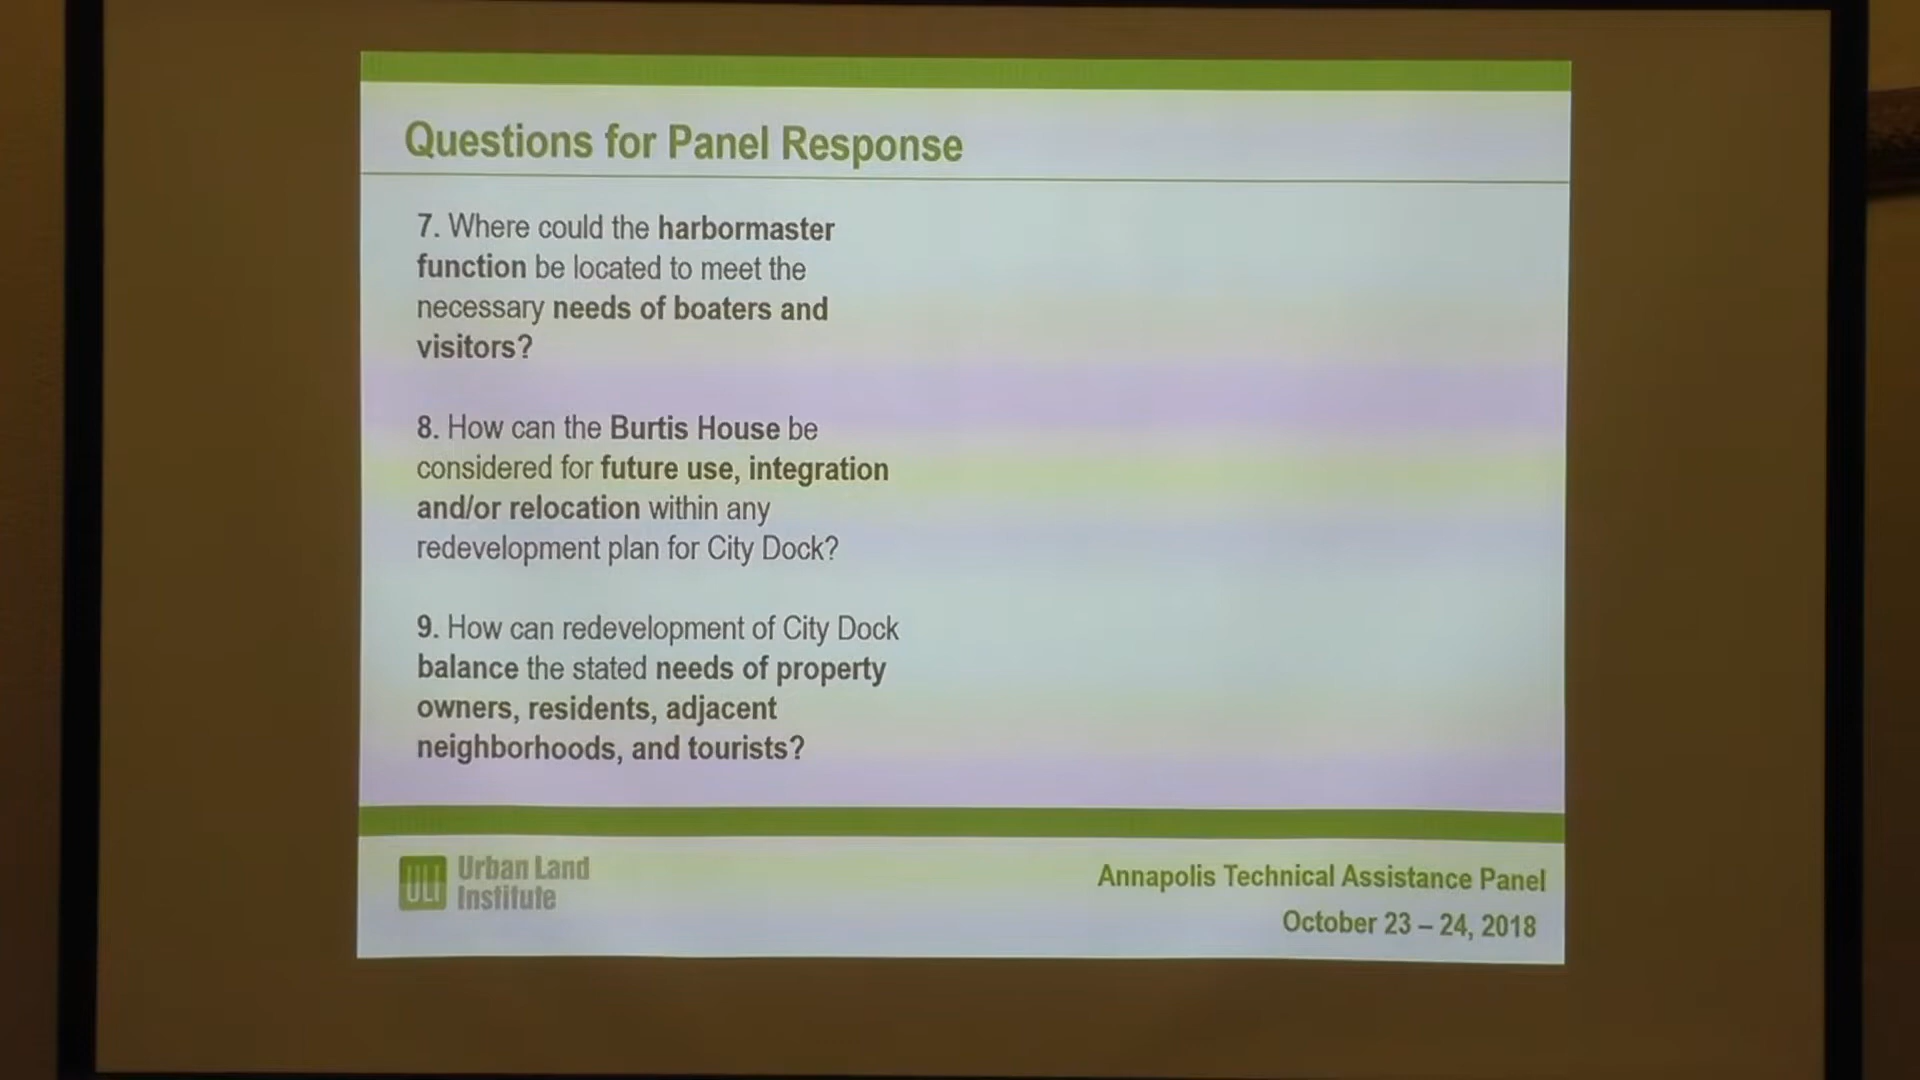 Questions for Panel Response
7. Where could the harbormaster
function be located to meet the
necessary needs of boaters and
visitors?
8. How can the Burtis House be
considered for future use, integration
and/or relocation within any
redevelopment plan for City Dock?
9. How can redevelopment of City Dock
balance the stated needs of property
owners, residents, adjacent
neighborhoods, and tourists?
ULI
Urban Land
Institute
Annapolis Technical Assistance Panel
October 23 – 24, 2018